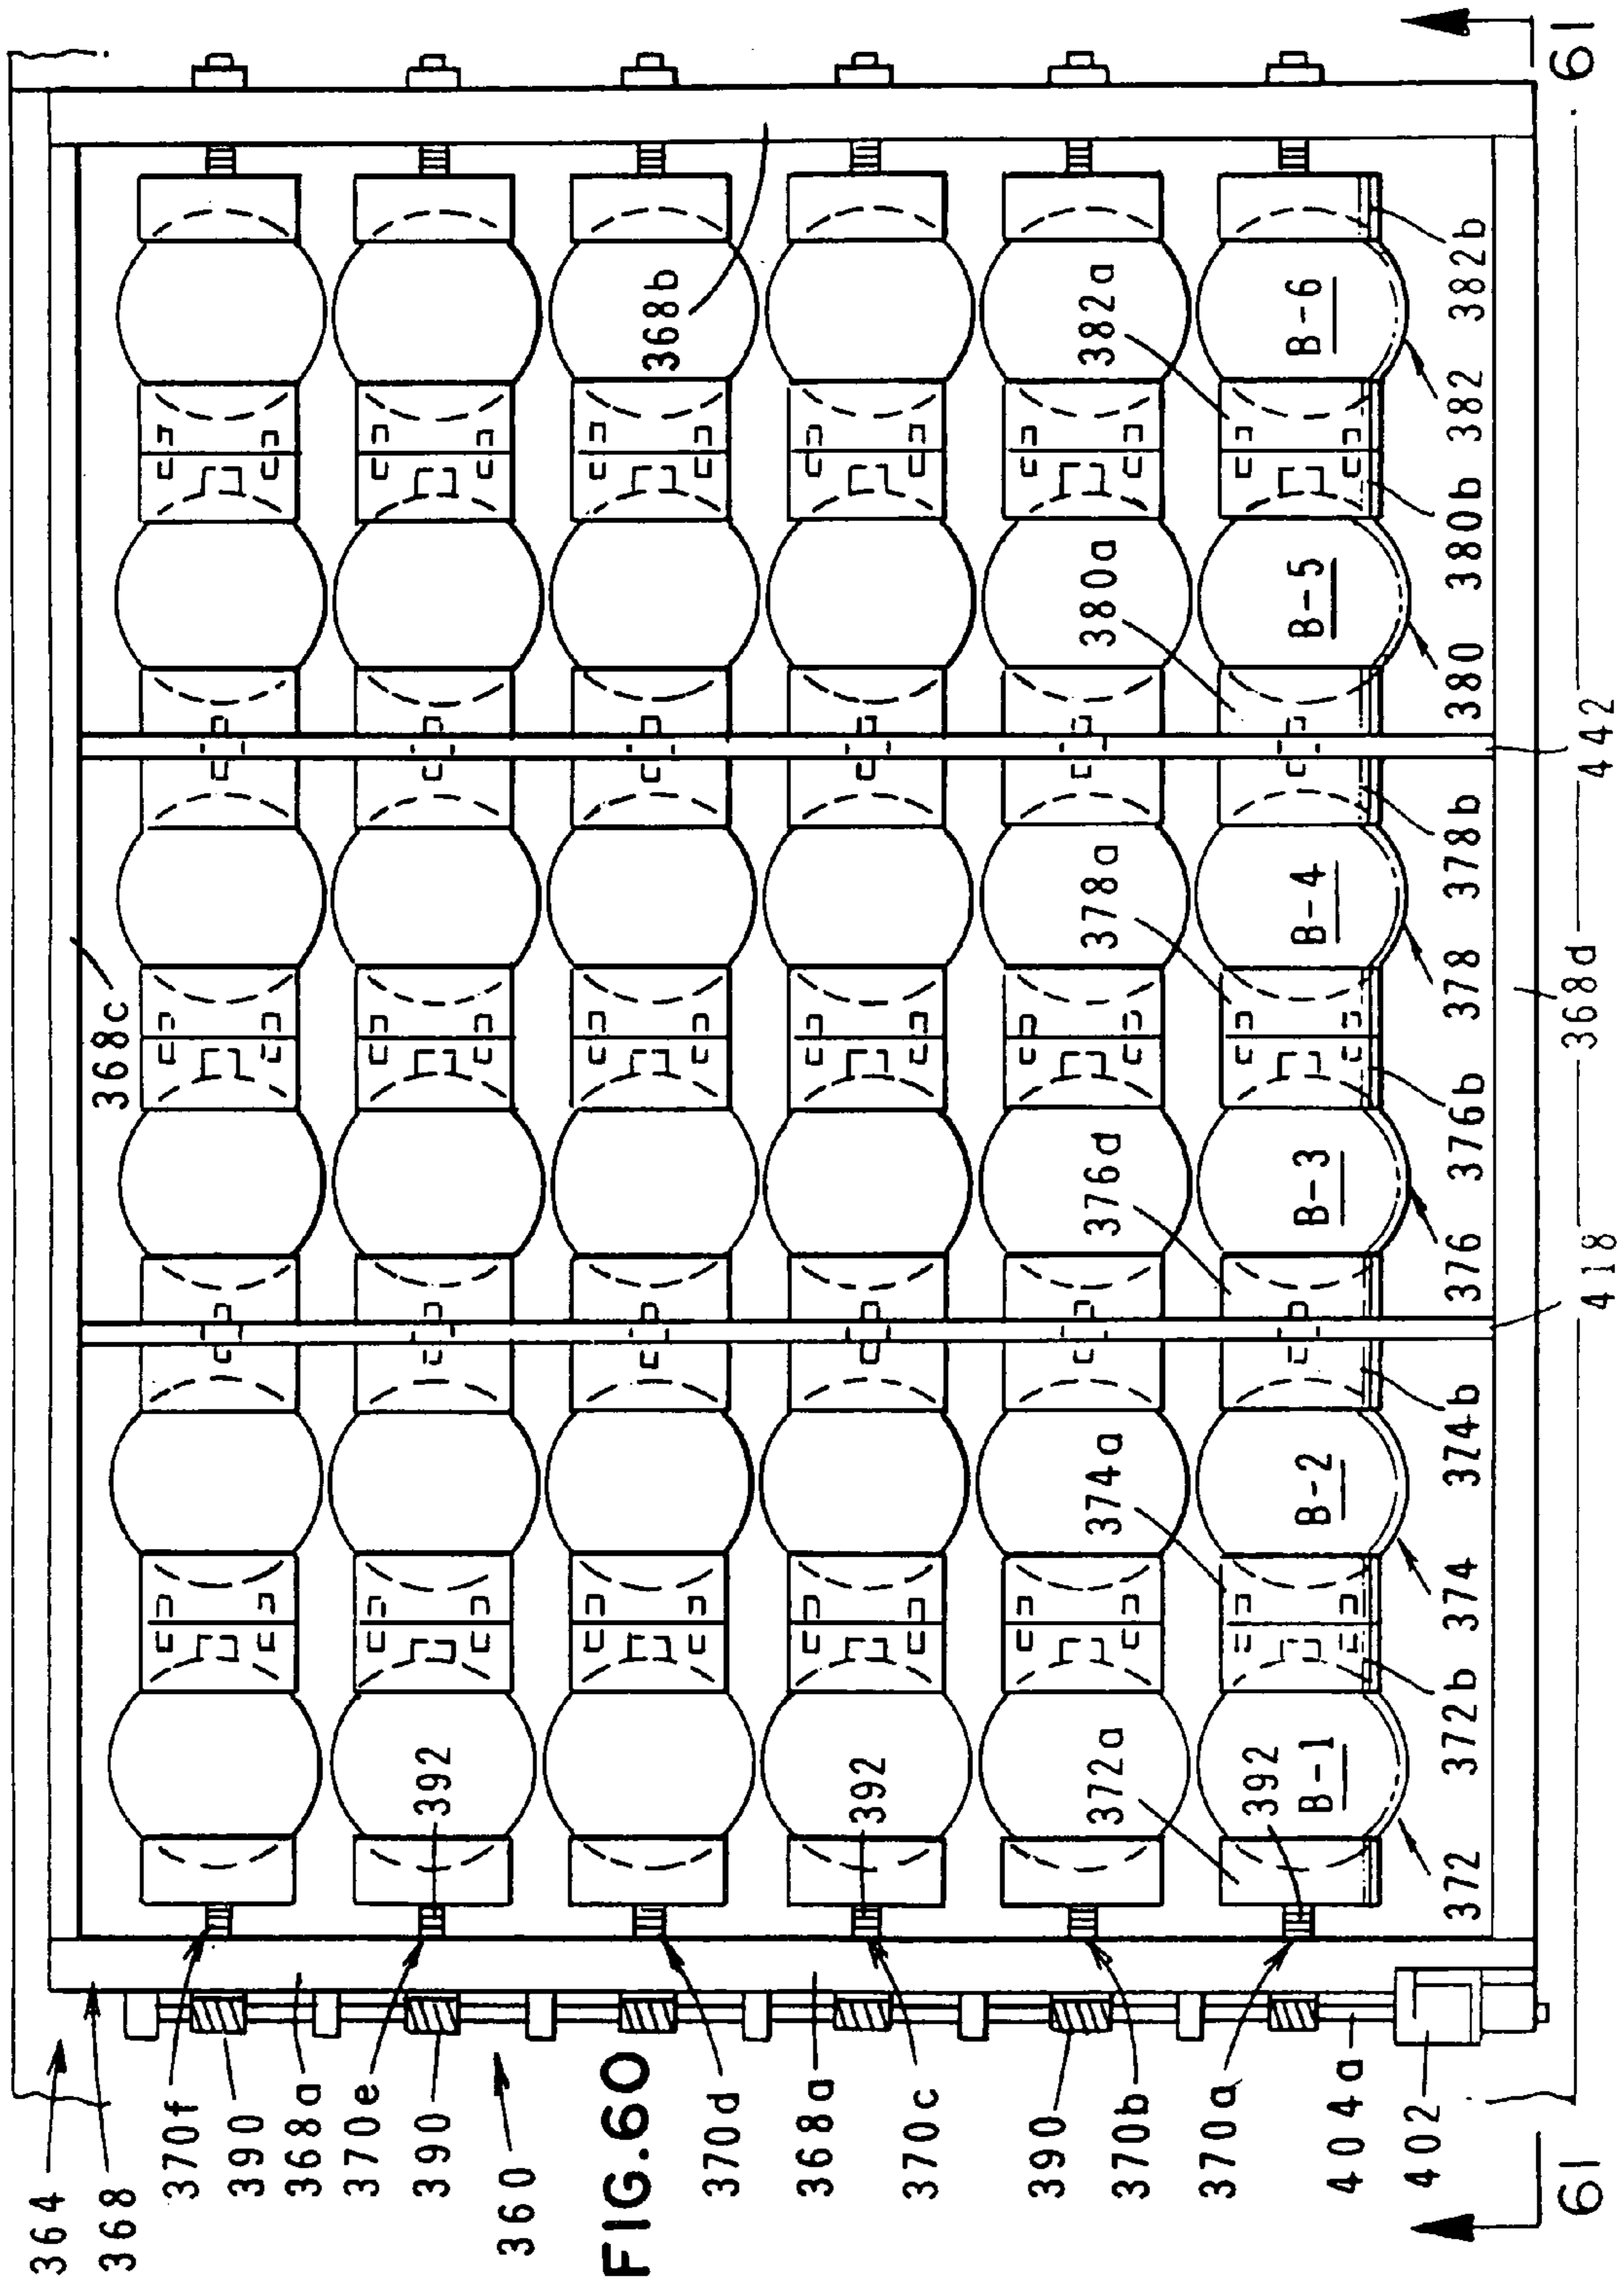 364
368
368c
370f
390
368a
370e
390
392
360
FIG.60
368b
370d
368a
392
370c
390
372a 374a 376d 378a 380a 382a
370b
370a
392
B-1 B-2 B-3 B-4 B-5 B-6
404a
402
372 372b 374 374b 376 376b 378 378b 380 380b 382 382b
61 368d 61
418 442